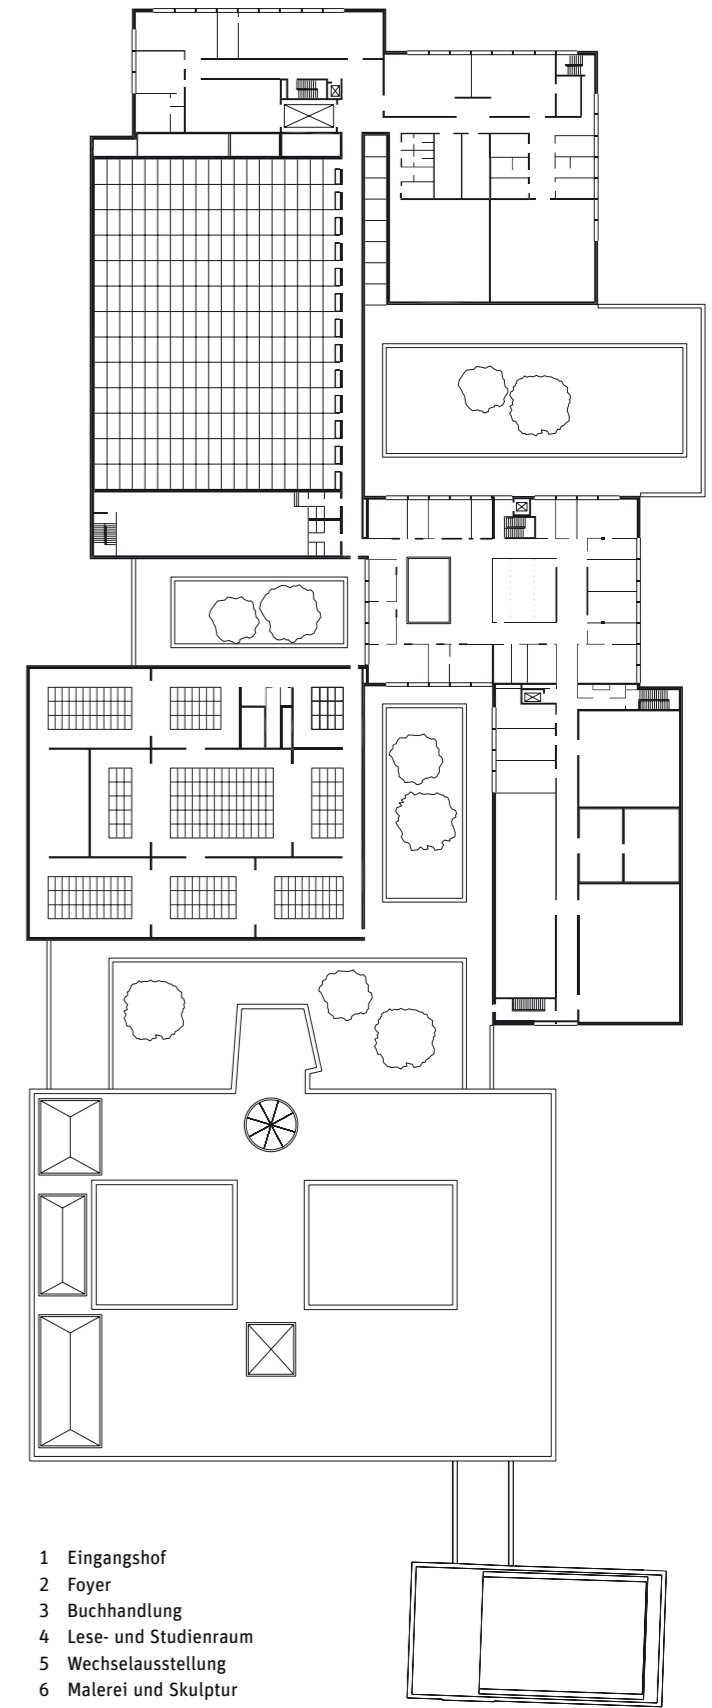 1 Eingangshof
2 Foyer
3 Buchhandlung
4 Lese- und Studienraum
5 Wechselausstellung
6 Malerei und Skulptur